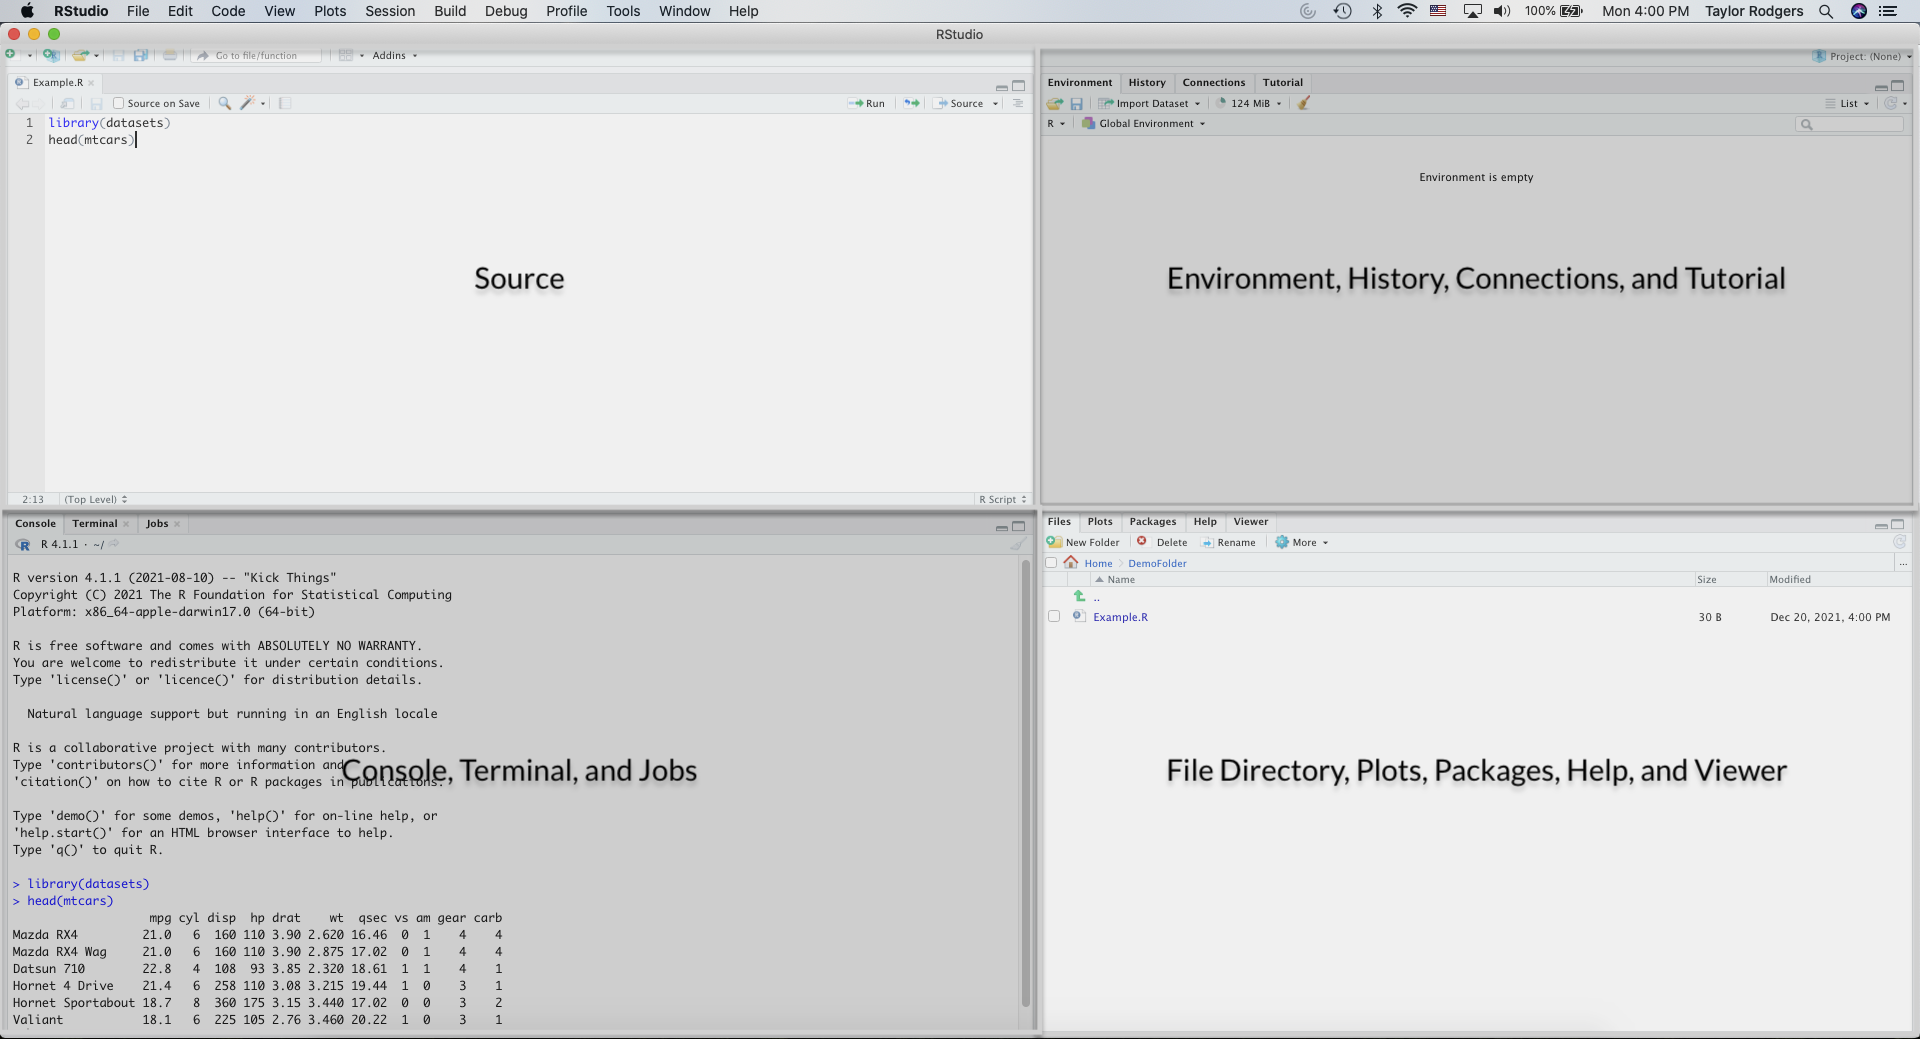 RStudio File Edit Code View Plots Session Build Debug Profile Tools Window Help 100% Mon 4:00 PM Taylor Rodgers
RStudio
Go to file/function Addins
Project: (None)
Example.R
Source on Save Run Source
1 library(datasets)
2 head(mtcars)
Source
2:13 (Top Level) R Script
Environment History Connections Tutorial
Import Dataset 124 MiB List
R Global Environment
Environment is empty
Environment, History, Connections, and Tutorial
Console Terminal Jobs
R 4.1.1 · ~/
R version 4.1.1 (2021-08-10) -- "Kick Things"
Copyright (C) 2021 The R Foundation for Statistical Computing
Platform: x86_64-apple-darwin17.0 (64-bit)
R is free software and comes with ABSOLUTELY NO WARRANTY.
You are welcome to redistribute it under certain conditions.
Type 'license()' or 'licence()' for distribution details.
Natural language support but running in an English locale
R is a collaborative project with many contributors.
Type 'contributors()' for more information and
'citation()' on how to cite R or R packages in publications.
Console, Terminal, and Jobs
Type 'demo()' for some demos, 'help()' for on-line help, or
'help.start()' for an HTML browser interface to help.
Type 'q()' to quit R.
> library(datasets)
> head(mtcars)
mpg cyl disp hp drat wt qsec vs am gear carb
Mazda RX4 21.0 6 160 110 3.90 2.620 16.46 0 1 4 4
Mazda RX4 Wag 21.0 6 160 110 3.90 2.875 17.02 0 1 4 4
Datsun 710 22.8 4 108 93 3.85 2.320 18.61 1 1 4 1
Hornet 4 Drive 21.4 6 258 110 3.08 3.215 19.44 1 0 3 1
Hornet Sportabout 18.7 8 360 175 3.15 3.440 17.02 0 0 3 2
Valiant 18.1 6 225 105 2.76 3.460 20.22 1 0 3 1
Files Plots Packages Help Viewer
New Folder Delete Rename More
Home DemoFolder ...
Name Size Modified
..
Example.R 30 B Dec 20, 2021, 4:00 PM
File Directory, Plots, Packages, Help, and Viewer